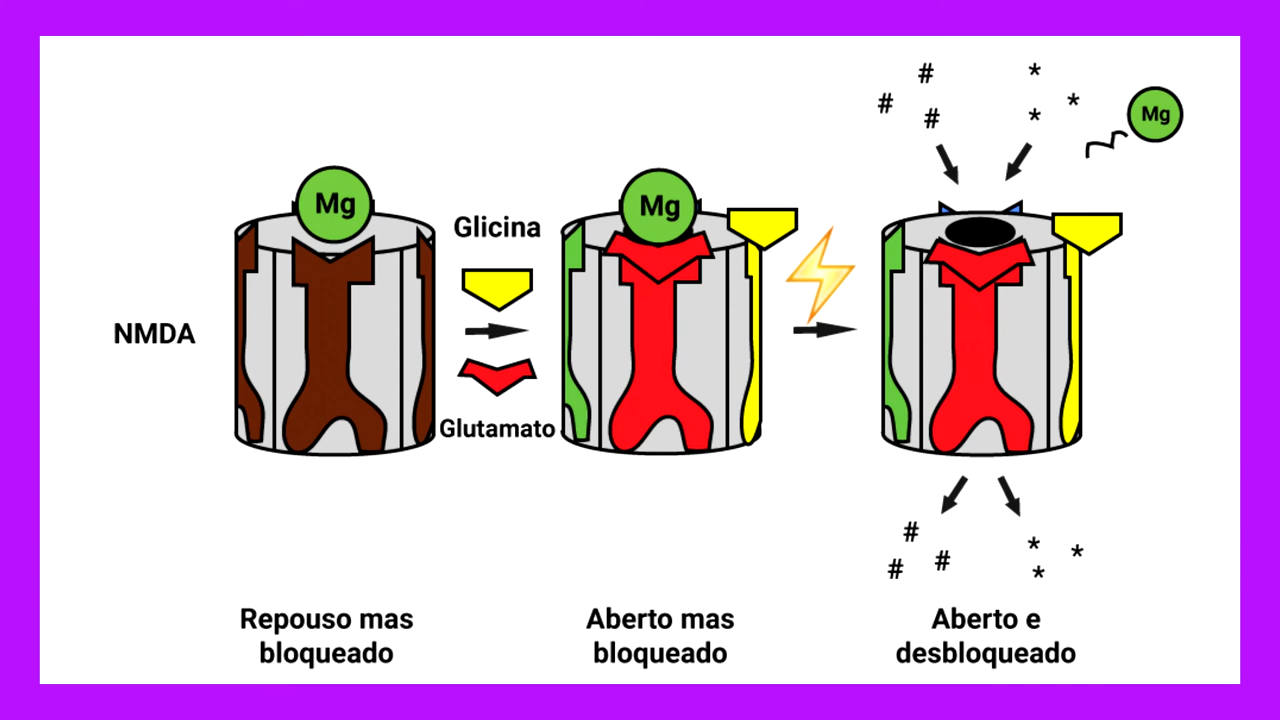 # *
# * Mg
# *
Mg
Mg
Glicina
NMDA
Glutamato
# * *
# # *
Repouso mas
bloqueado
Aberto mas
bloqueado
Aberto e
desbloqueado